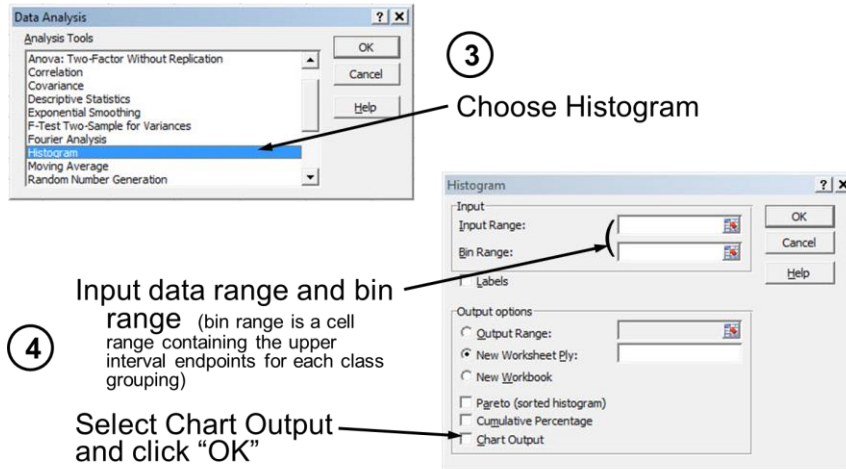 Data Analysis
Analysis Tools
Anova: Two-Factor Without Replication
Correlation
Covariance
Descriptive Statistics
Exponential Smoothing
F-Test Two-Sample for Variances
Fourier Analysis
Histogram
Moving Average
Random Number Generation
OK
Cancel
Help
3
Choose Histogram
Histogram
Input
Input Range:
Bin Range:
Labels
Output options
Output Range:
New Worksheet Ply:
New Workbook
Pareto (sorted histogram)
Cumulative Percentage
Chart Output
OK
Cancel
Help
4
Input data range and bin
range (bin range is a cell
range containing the upper
interval endpoints for each class
grouping)
Select Chart Output
and click “OK”